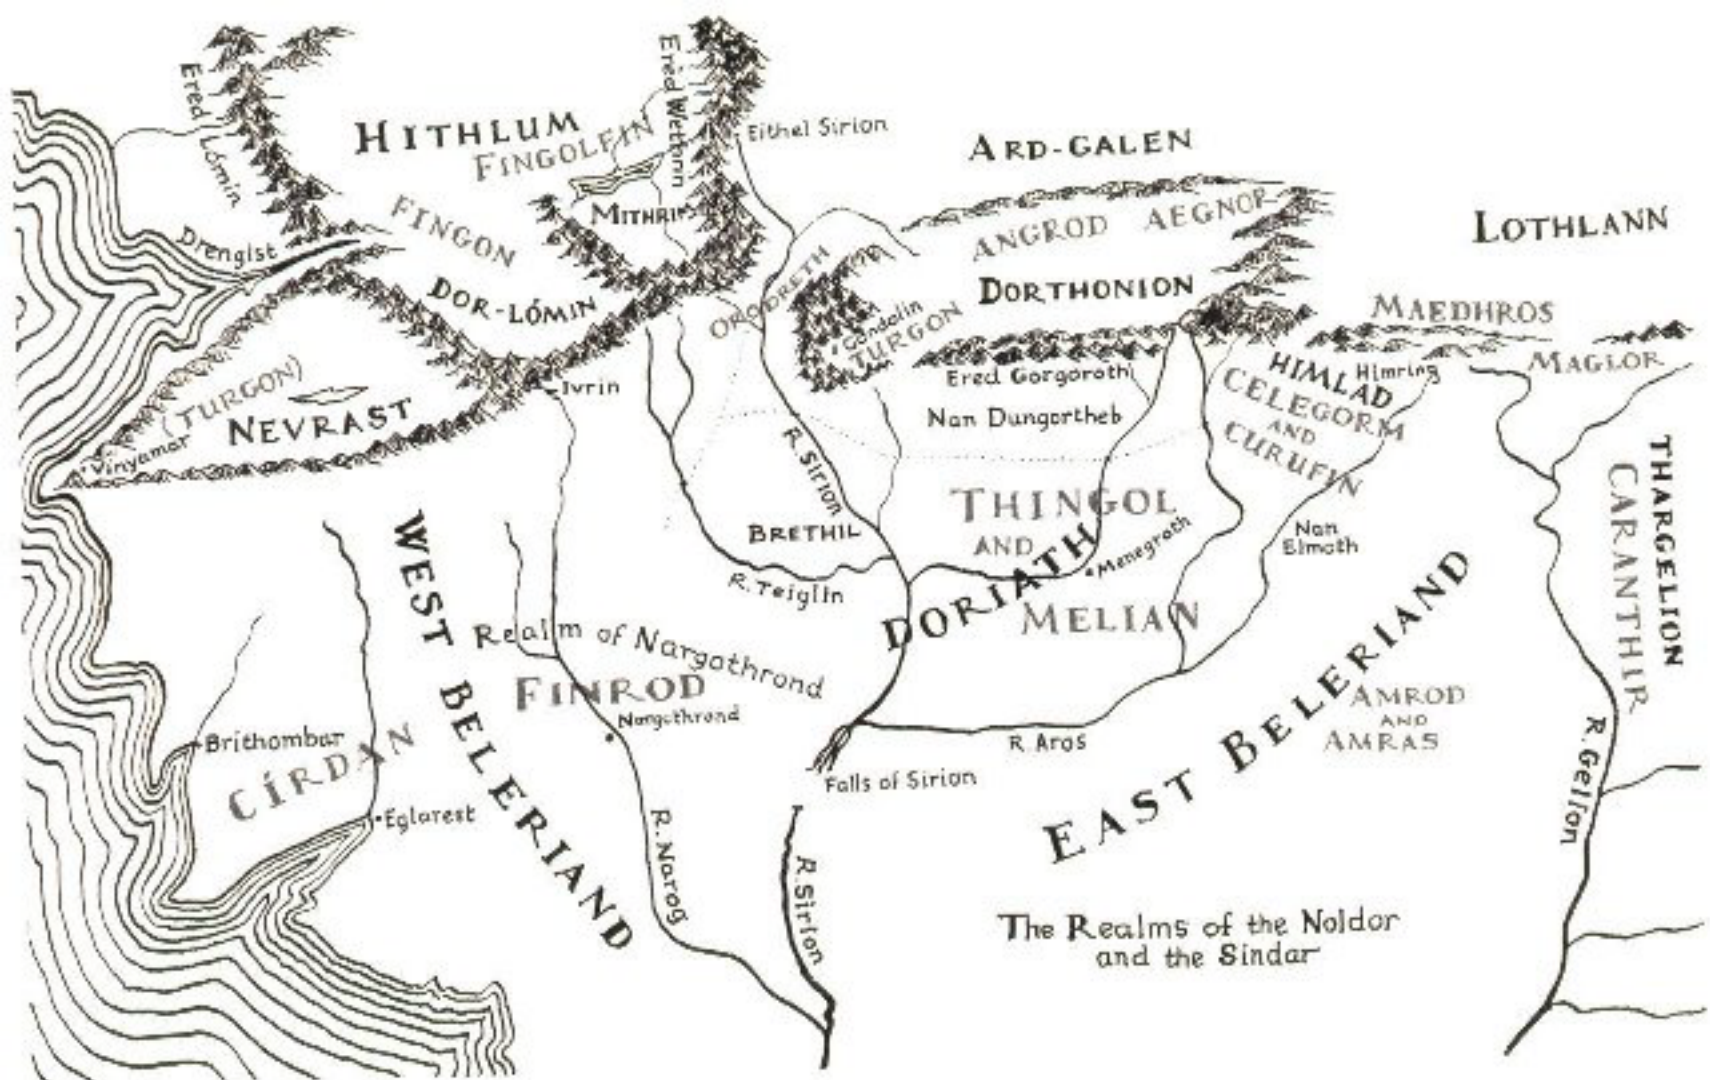 Ered Lómin
HITHLUM
FINGOLFIN
Ered Wethrin
Eithel Sirion
ARD-GALEN
ANGROD AEGNOR
LOTHLANN
FINGON
MITHRIM
Drengist
DOR-LÓMIN
ORODRETH
Gondolin
TURGON
DORTHONION
MAEDHROS
MAGLOR
Himring
HIMLAD
CELEGORM
AND
CURUFIN
Ered Gorgoroth
Nan Dungortheb
Ivrin
(TURGON)
NEVRAST
Vinyamar
R. Sirion
THARGELION
CARANTHIR
WEST BELERIAND
BRETHIL
THINGOL
AND
MELIAN
DORIATH
Menegroth
Nan
Elmoth
R. Teiglin
Realm of Nargothrond
FINROD
Nargothrond
EAST BELERIAND
AMROD
AND
AMRAS
Brithombar
CÍRDAN
Eglarest
R. Aros
Falls of Sirion
R. Gelion
R. Narog
R. Sirion
The Realms of the Noldor
and the Sindar